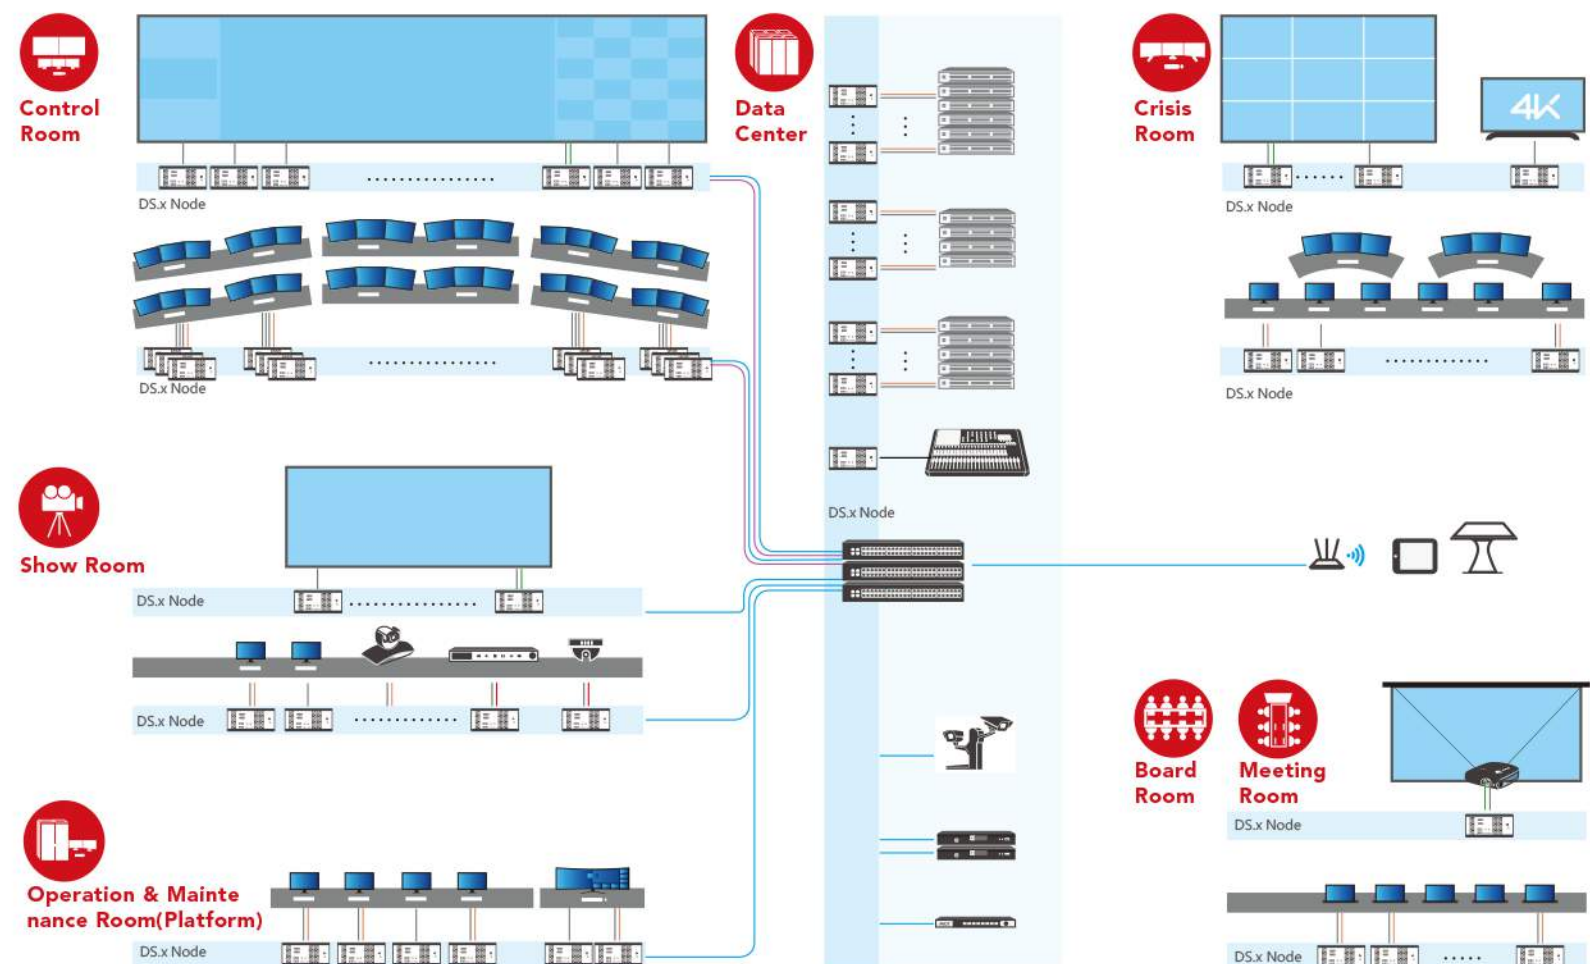 Control
Room
DS.x Node
DS.x Node
Data
Center
DS.x Node
Crisis
Room
4K
DS.x Node
DS.x Node
Show Room
DS.x Node
DS.x Node
Operation & Mainte
nance Room(Platform)
DS.x Node
Board
Room
Meeting
Room
DS.x Node
DS.x Node